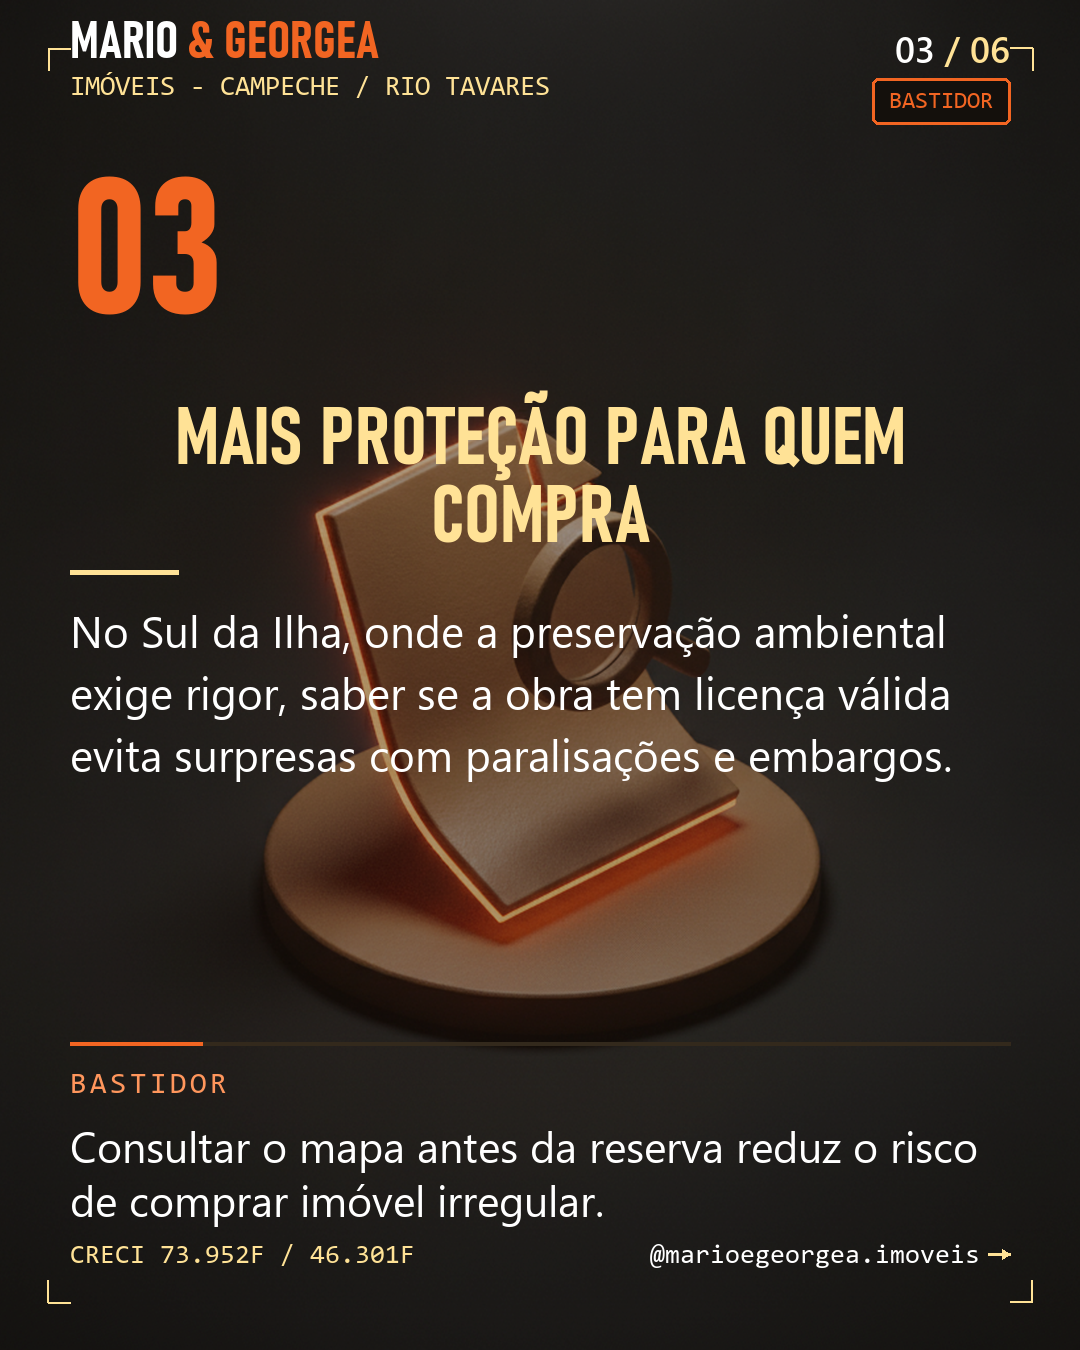 MARIO & GEORGEA
IMÓVEIS - CAMPECHE / RIO TAVARES
03 / 06
BASTIDOR
03
MAIS PROTEÇÃO PARA QUEM
COMPRA
No Sul da Ilha, onde a preservação ambiental
exige rigor, saber se a obra tem licença válida
evita surpresas com paralisações e embargos.
BASTIDOR
Consultar o mapa antes da reserva reduz o risco
de comprar imóvel irregular.
CRECI 73.952F / 46.301F
@marioegeorgea.imoveis